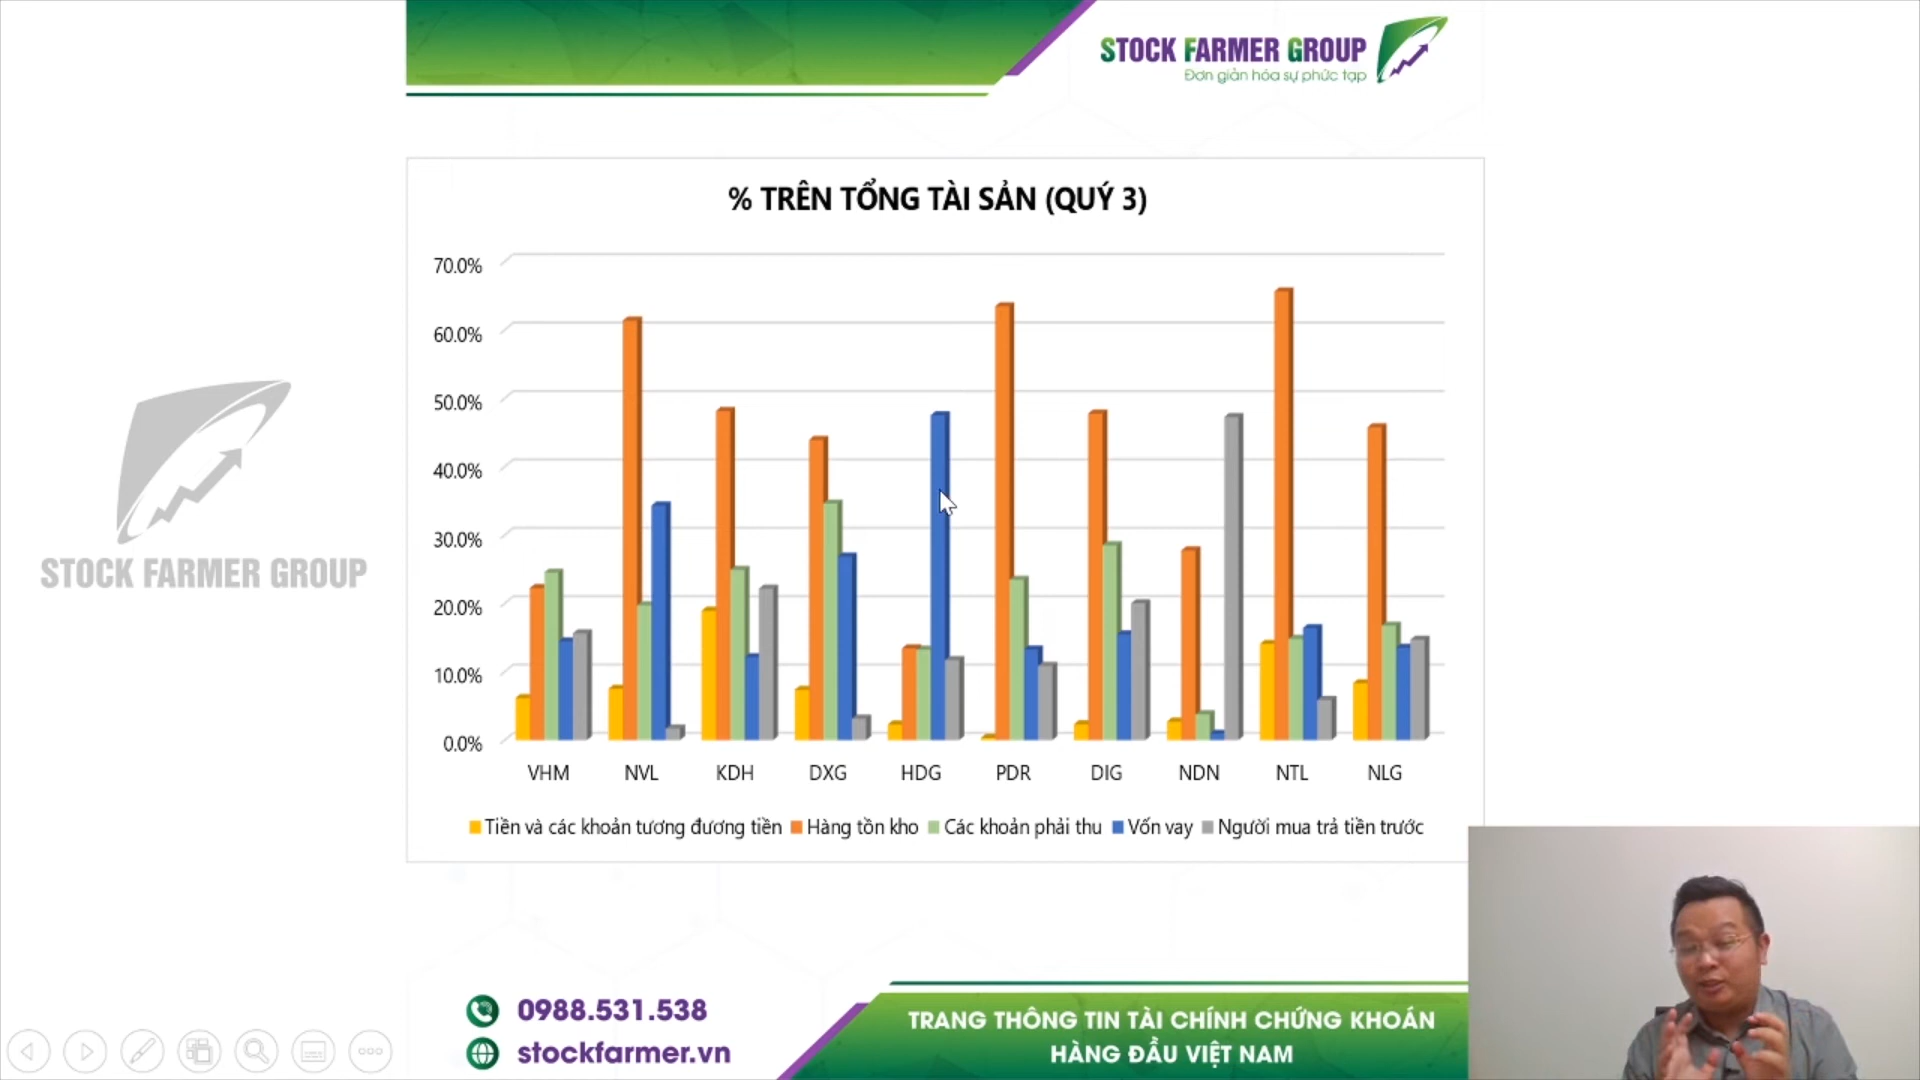 STOCK FARMER GROUP
Đơn giản hóa sự phức tạp
% TRÊN TỔNG TÀI SẢN (QUÝ 3)
70.0%
60.0%
50.0%
40.0%
30.0%
20.0%
10.0%
0.0%
VHM NVL KDH DXG HDG PDR DIG NDN NTL NLG
Tiền và các khoản tương đương tiền Hàng tồn kho Các khoản phải thu Vốn vay Người mua trả tiền trước
STOCK FARMER GROUP
0988.531.538
stockfarmer.vn
TRANG THÔNG TIN TÀI CHÍNH CHỨNG KHOÁN
HÀNG ĐẦU VIỆT NAM